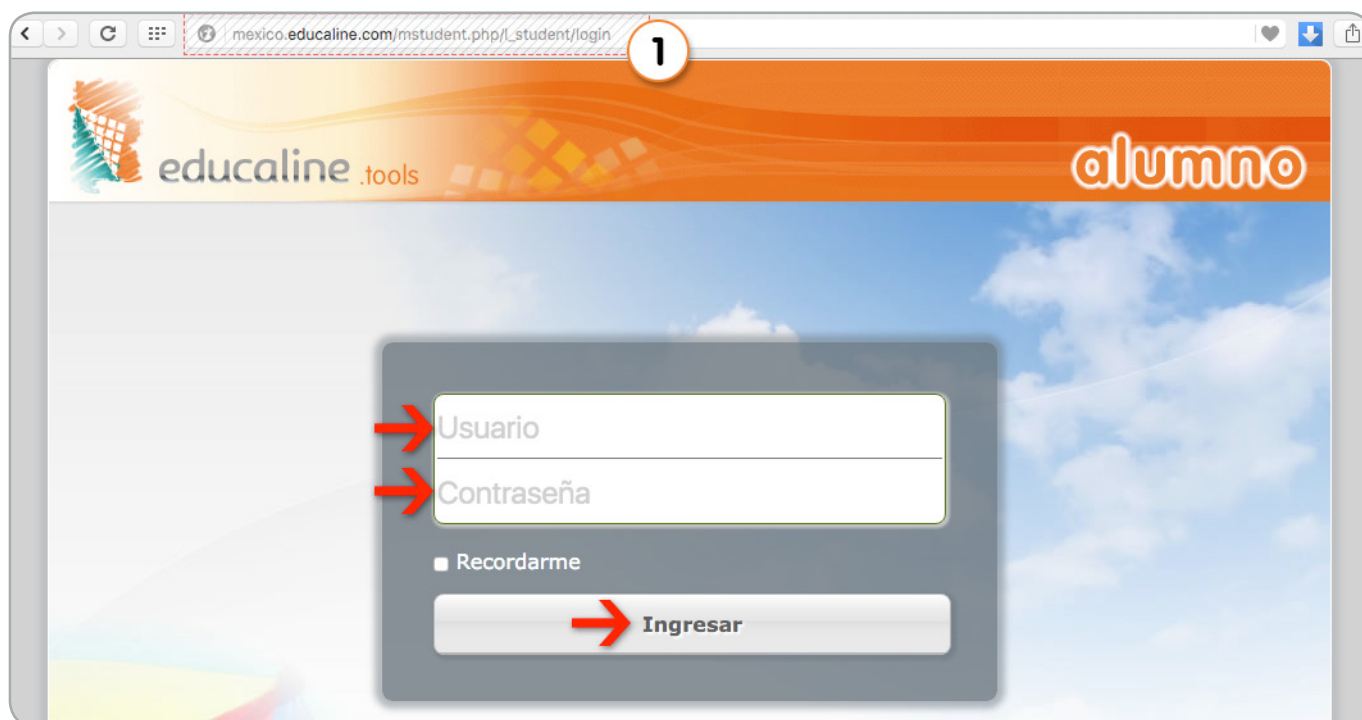 mexico.educaline.com/mstudent.php/l_student/login
1
educaline .tools
alumno
Usuario
Contraseña
Recordarme
Ingresar